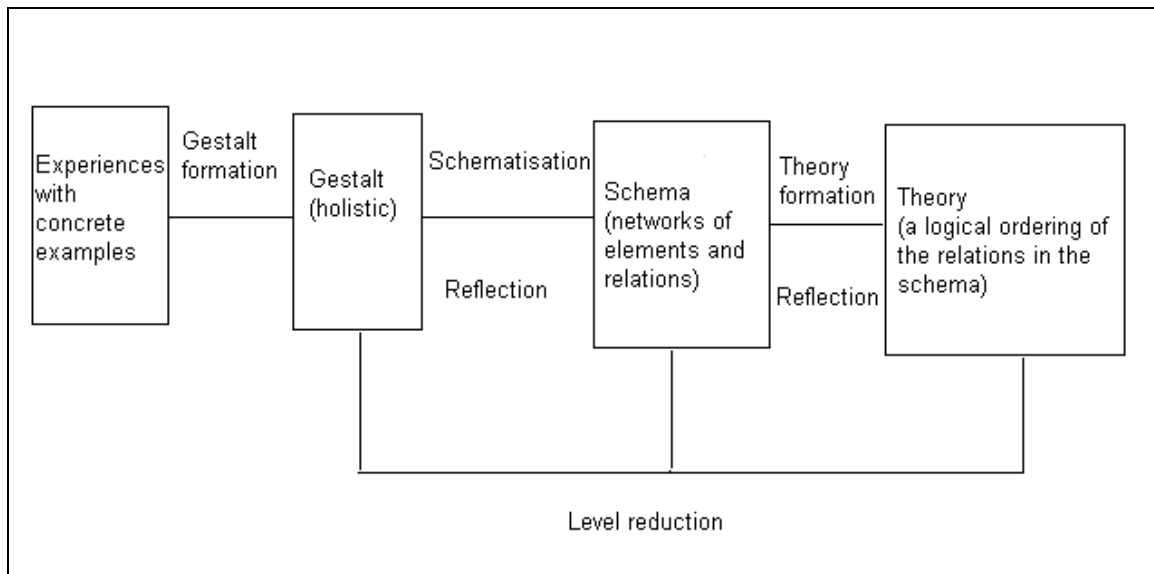 Experiences
with
concrete
examples
Gestalt
formation
Gestalt
(holistic)
Schematisation
Reflection
Schema
(networks of
elements and
relations)
Theory
formation
Reflection
Theory
(a logical ordering of
the relations in the
schema)
Level reduction